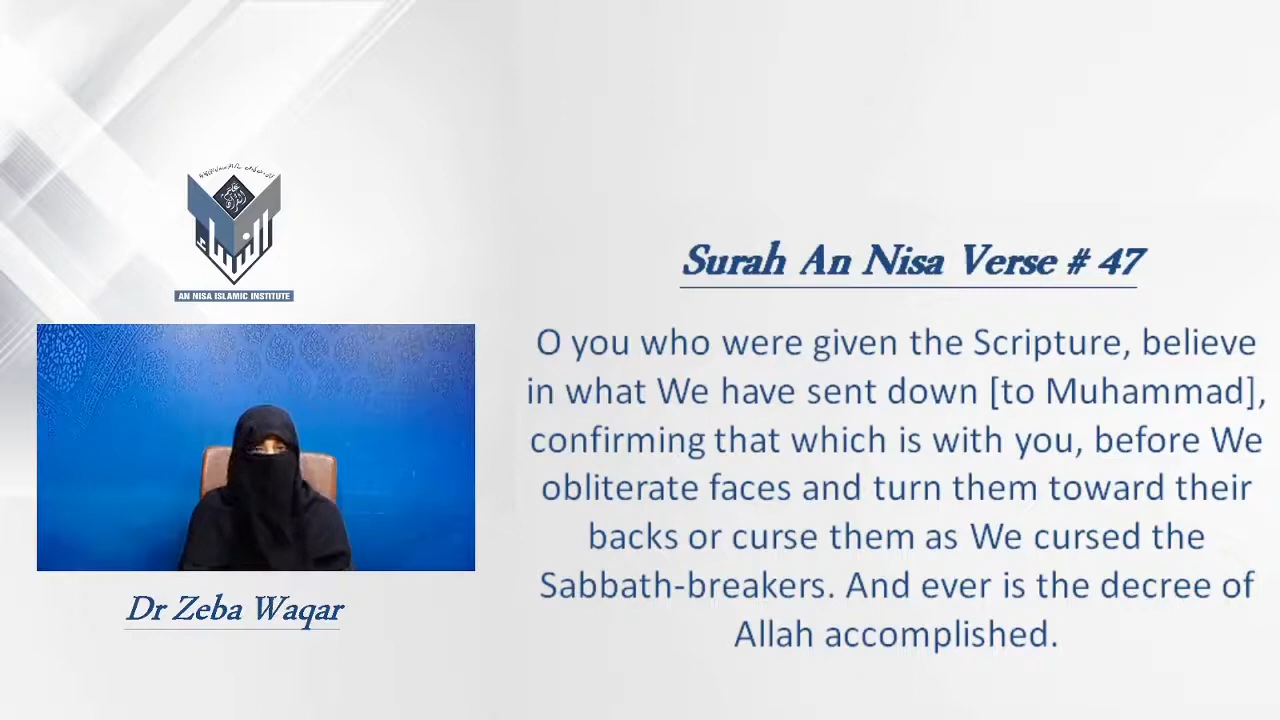 AN NISA ISLAMIC INSTITUTE
Dr Zeba Waqar
Surah An Nisa Verse # 47
O you who were given the Scripture, believe
in what We have sent down [to Muhammad],
confirming that which is with you, before We
obliterate faces and turn them toward their
backs or curse them as We cursed the
Sabbath-breakers. And ever is the decree of
Allah accomplished.